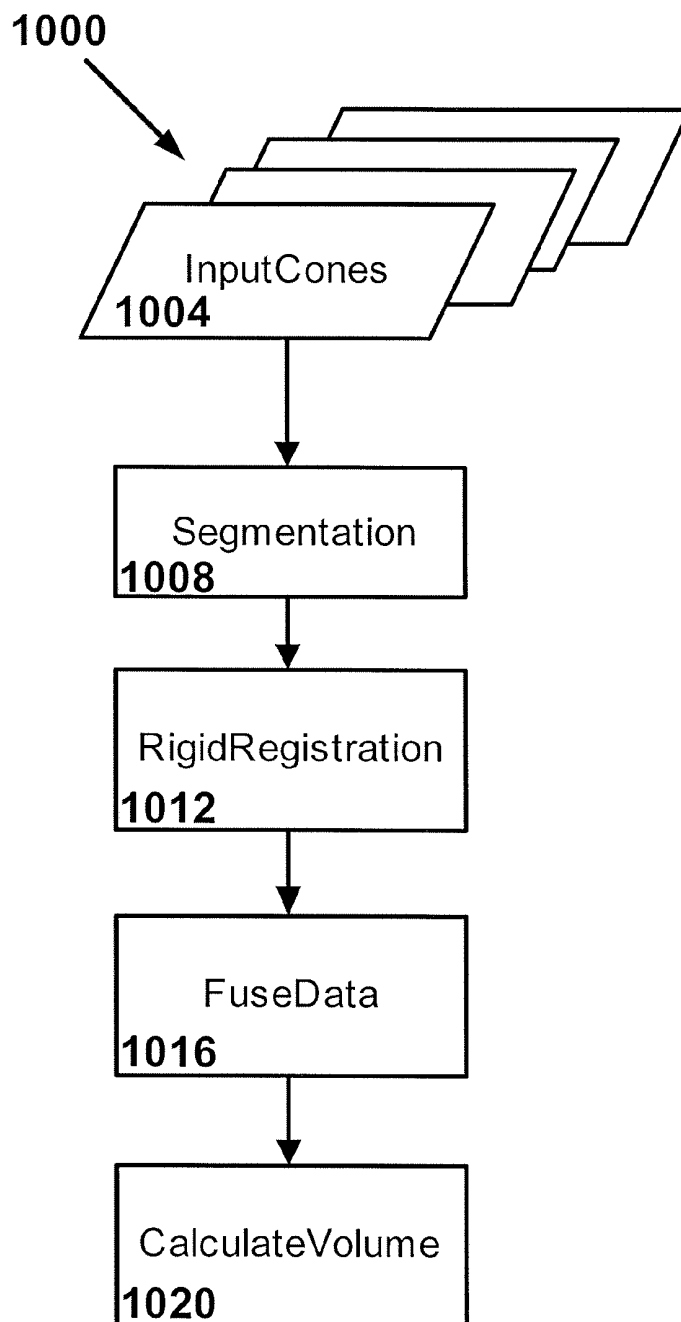 1000
InputCones
1004
Segmentation
1008
RigidRegistration
1012
FuseData
1016
CalculateVolume
1020